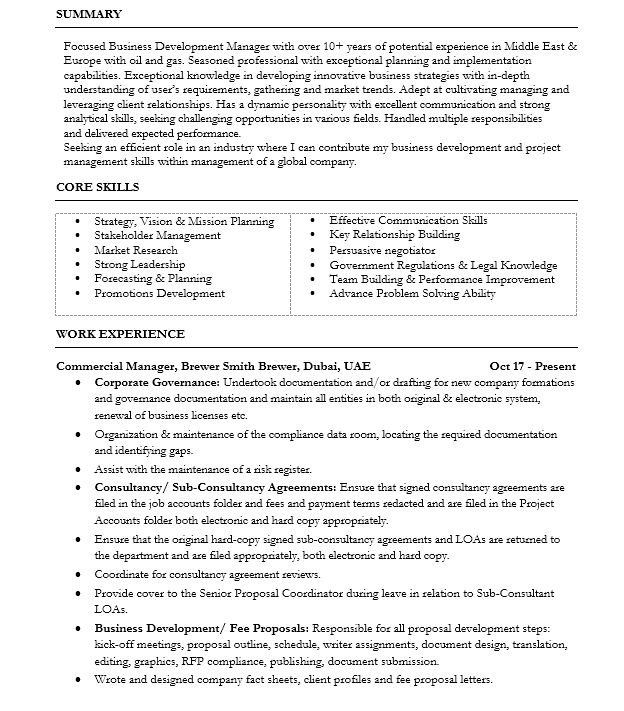 SUMMARY
Focused Business Development Manager with over 10+ years of potential experience in Middle East &
Europe with oil and gas. Seasoned professional with exceptional planning and implementation
capabilities. Exceptional knowledge in developing innovative business strategies with in-depth
understanding of user's requirements, gathering and market trends. Adept at cultivating managing and
leveraging client relationships. Has a dynamic personality with excellent communication and strong
analytical skills, seeking challenging opportunities in various fields. Handled multiple responsibilities
and delivered expected performance.
Seeking an efficient role in an industry where I can contribute my business development and project
management skills within management of a global company.
CORE SKILLS
• Strategy, Vision & Mission Planning
• Stakeholder Management
• Market Research
• Strong Leadership
• Forecasting & Planning
• Promotions Development
• Effective Communication Skills
• Key Relationship Building
• Persuasive negotiator
• Government Regulations & Legal Knowledge
• Team Building & Performance Improvement
• Advance Problem Solving Ability
WORK EXPERIENCE
Commercial Manager, Brewer Smith Brewer, Dubai, UAE Oct 17 - Present
• Corporate Governance: Undertook documentation and/or drafting for new company formations
and governance documentation and maintain all entities in both original & electronic system,
renewal of business licenses etc.
• Organization & maintenance of the compliance data room, locating the required documentation
and identifying gaps.
• Assist with the maintenance of a risk register.
• Consultancy/ Sub-Consultancy Agreements: Ensure that signed consultancy agreements are
filed in the job accounts folder and fees and payment terms redacted and are filed in the Project
Accounts folder both electronic and hard copy appropriately.
• Ensure that the original hard-copy signed sub-consultancy agreements and LOAs are returned to
the department and are filed appropriately, both electronic and hard copy.
• Coordinate for consultancy agreement reviews.
• Provide cover to the Senior Proposal Coordinator during leave in relation to Sub-Consultant
LOAs.
• Business Development/ Fee Proposals: Responsible for all proposal development steps:
kick-off meetings, proposal outline, schedule, writer assignments, document design, translation,
editing, graphics, RFP compliance, publishing, document submission.
• Wrote and designed company fact sheets, client profiles and fee proposal letters.